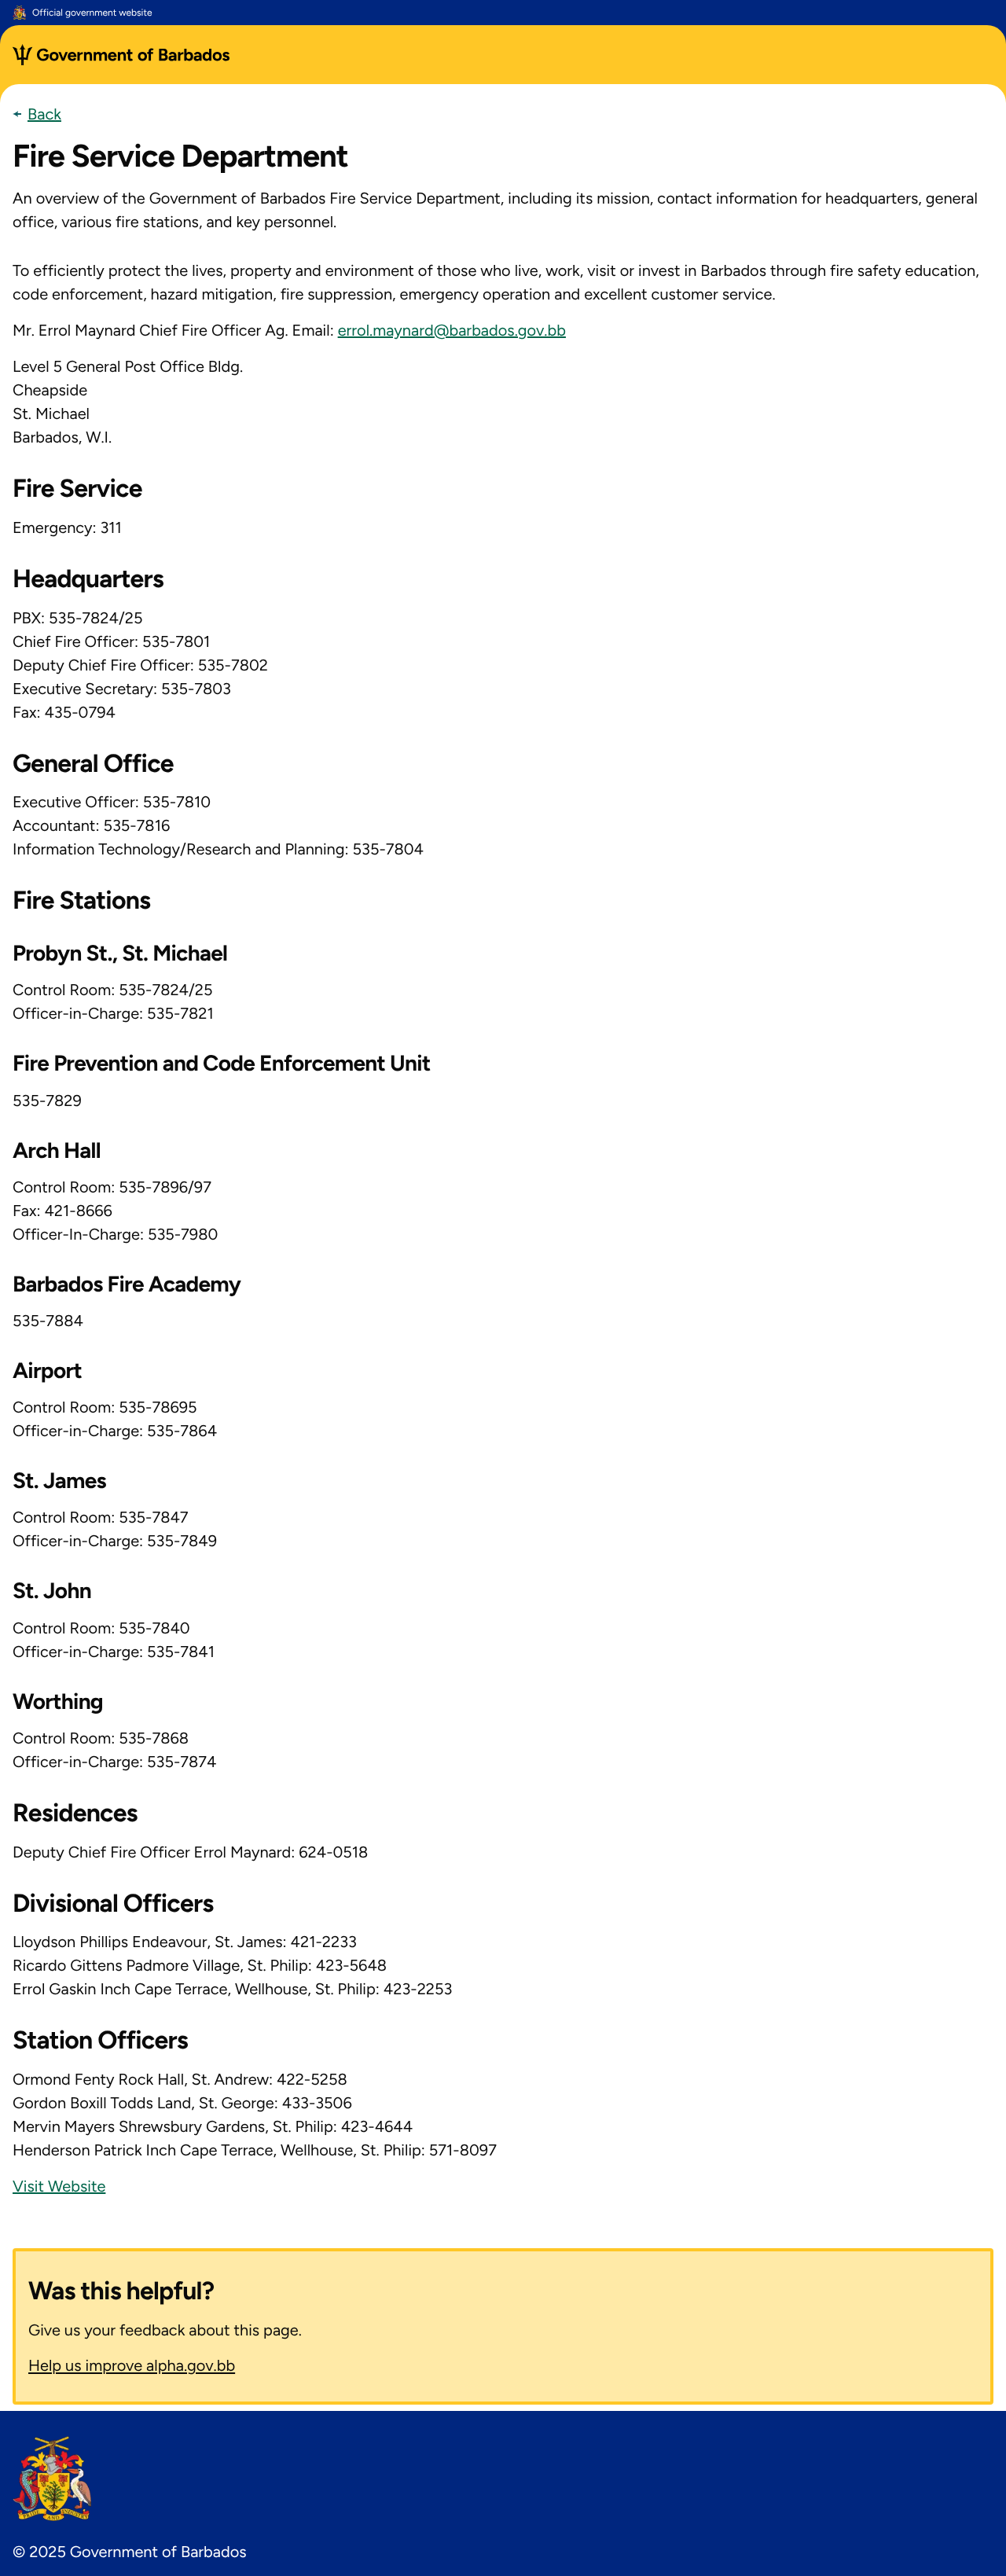 Official government website
Government of Barbados
Back
Fire Service Department
An overview of the Government of Barbados Fire Service Department, including its mission, contact information for headquarters, general
office, various fire stations, and key personnel.
To efficiently protect the lives, property and environment of those who live, work, visit or invest in Barbados through fire safety education,
code enforcement, hazard mitigation, fire suppression, emergency operation and excellent customer service.
Mr. Errol Maynard Chief Fire Officer Ag. Email: errol.maynard@barbados.gov.bb
Level 5 General Post Office Bldg.
Cheapside
St. Michael
Barbados, W.I.
Fire Service
Emergency: 311
Headquarters
PBX: 535-7824/25
Chief Fire Officer: 535-7801
Deputy Chief Fire Officer: 535-7802
Executive Secretary: 535-7803
Fax: 435-0794
General Office
Executive Officer: 535-7810
Accountant: 535-7816
Information Technology/Research and Planning: 535-7804
Fire Stations
Probyn St., St. Michael
Control Room: 535-7824/25
Officer-in-Charge: 535-7821
Fire Prevention and Code Enforcement Unit
535-7829
Arch Hall
Control Room: 535-7896/97
Fax: 421-8666
Officer-In-Charge: 535-7980
Barbados Fire Academy
535-7884
Airport
Control Room: 535-78695
Officer-in-Charge: 535-7864
St. James
Control Room: 535-7847
Officer-in-Charge: 535-7849
St. John
Control Room: 535-7840
Officer-in-Charge: 535-7841
Worthing
Control Room: 535-7868
Officer-in-Charge: 535-7874
Residences
Deputy Chief Fire Officer Errol Maynard: 624-0518
Divisional Officers
Lloydson Phillips Endeavour, St. James: 421-2233
Ricardo Gittens Padmore Village, St. Philip: 423-5648
Errol Gaskin Inch Cape Terrace, Wellhouse, St. Philip: 423-2253
Station Officers
Ormond Fenty Rock Hall, St. Andrew: 422-5258
Gordon Boxill Todds Land, St. George: 433-3506
Mervin Mayers Shrewsbury Gardens, St. Philip: 423-4644
Henderson Patrick Inch Cape Terrace, Wellhouse, St. Philip: 571-8097
Visit Website
Was this helpful?
Give us your feedback about this page.
Help us improve alpha.gov.bb
PRIDE AND INDUSTRY
© 2025 Government of Barbados